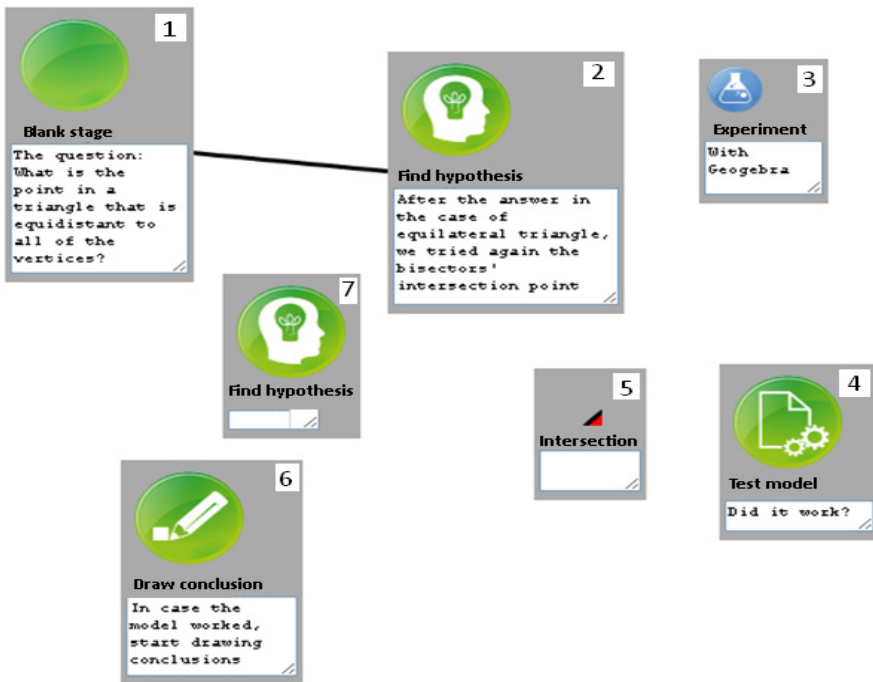 1
Blank stage
The question:
What is the
point in a
triangle that is
equidistant to
all of the
vertices?
2
Find hypothesis
After the answer in
the case of
equilateral triangle,
we tried again the
bisectors'
intersection point
3
Experiment
With
Geogebra
7
Find hypothesis
5
Intersection
4
Test model
Did it work?
6
Draw conclusion
In case the
model worked,
start drawing
conclusions